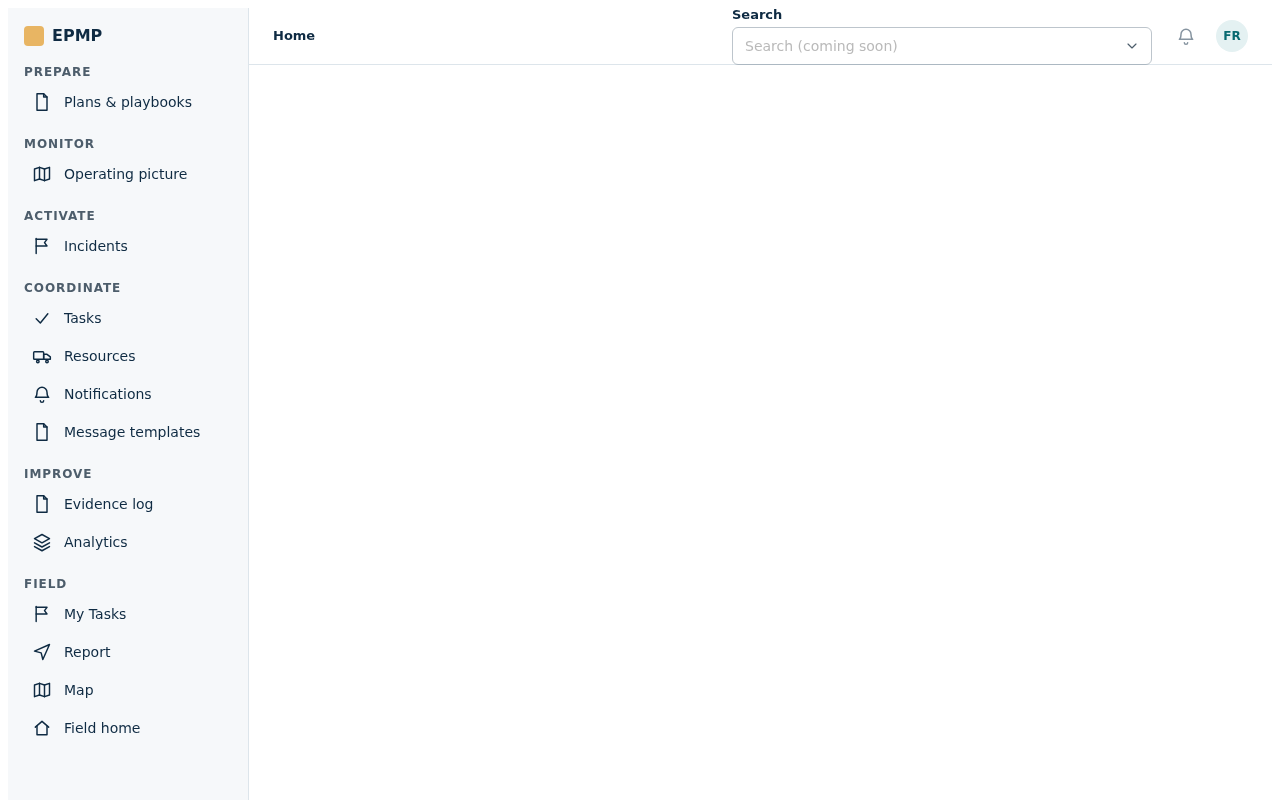 EPMP
PREPARE
Plans & playbooks
MONITOR
Operating picture
ACTIVATE
Incidents
COORDINATE
Tasks
Resources
Notifications
Message templates
IMPROVE
Evidence log
Analytics
FIELD
My Tasks
Report
Map
Field home
Home
Search
Search (coming soon)
FR